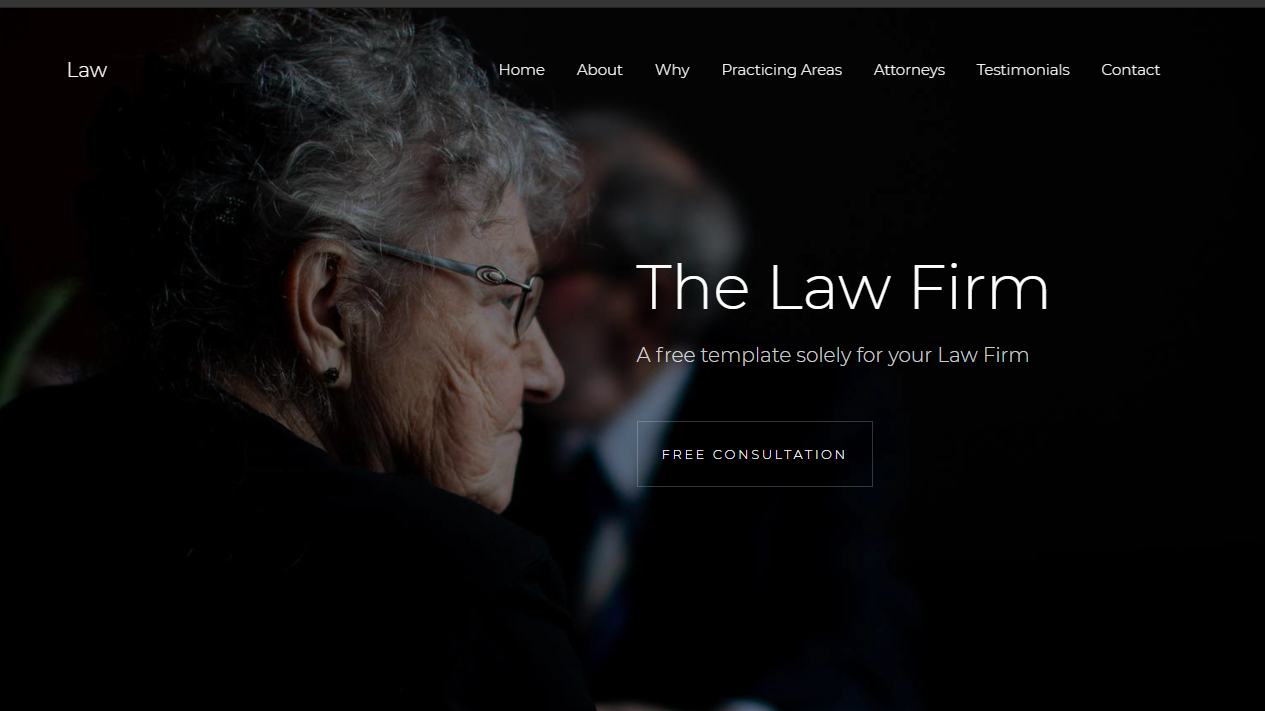 Law
Home About Why Practicing Areas Attorneys Testimonials Contact
The Law Firm
A free template solely for your Law Firm
FREE CONSULTATION